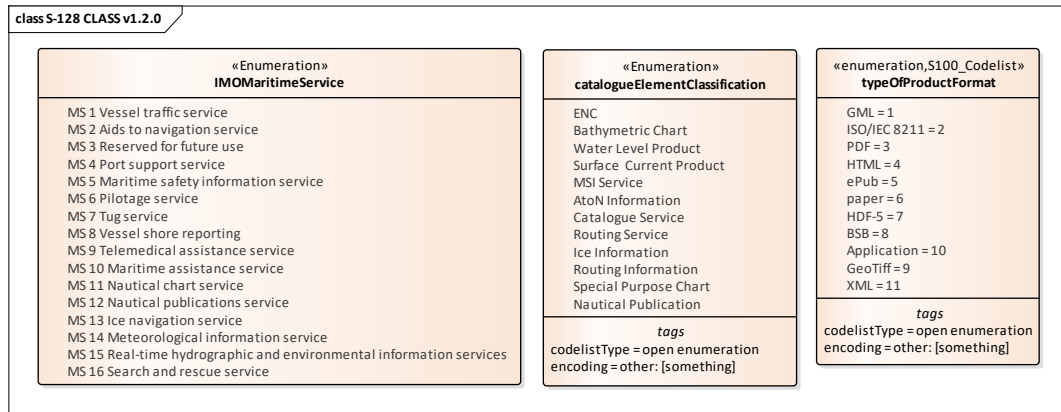 class S-128 CLASS v1.2.0
«Enumeration»
IMOMaritimeService
MS 1 Vessel traffic service
MS 2 Aids to navigation service
MS 3 Reserved for future use
MS 4 Port support service
MS 5 Maritime safety information service
MS 6 Pilotage service
MS 7 Tug service
MS 8 Vessel shore reporting
MS 9 Telemedical assistance service
MS 10 Maritime assistance service
MS 11 Nautical chart service
MS 12 Nautical publications service
MS 13 Ice navigation service
MS 14 Meteorological information service
MS 15 Real-time hydrographic and environmental information services
MS 16 Search and rescue service
«Enumeration»
catalogueElementClassification
ENC
Bathymetric Chart
Water Level Product
Surface Current Product
MSI Service
AtoN Information
Catalogue Service
Routing Service
Ice Information
Routing Information
Special Purpose Chart
Nautical Publication
tags
codelistType = open enumeration
encoding = other: [something]
«enumeration,S100_Codelist»
typeOfProductFormat
GML = 1
ISO/IEC 8211 = 2
PDF = 3
HTML = 4
ePub = 5
paper = 6
HDF-5 = 7
BSB = 8
Application = 10
GeoTiff = 9
XML = 11
tags
codelistType = open enumeration
encoding = other: [something]